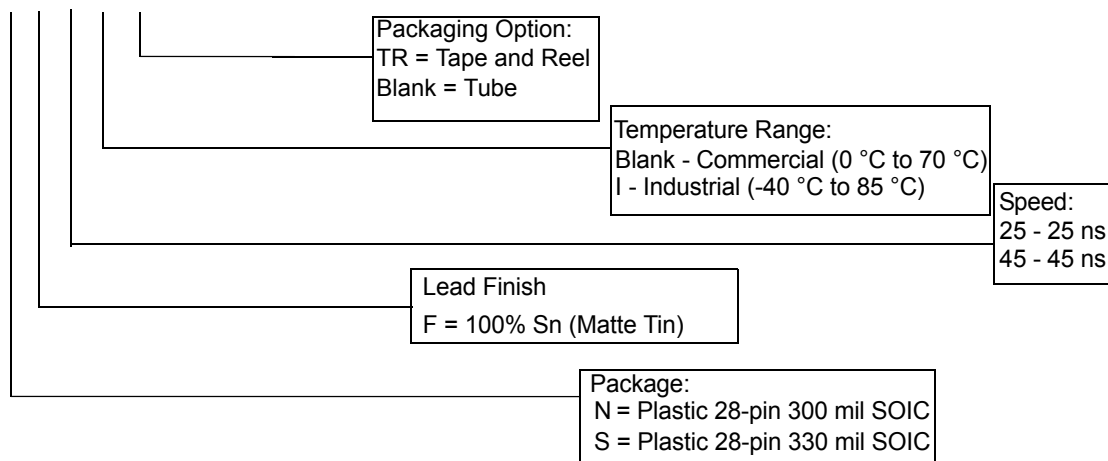 Packaging Option:
TR = Tape and Reel
Blank = Tube
Temperature Range:
Blank - Commercial (0 °C to 70 °C)
I - Industrial (-40 °C to 85 °C)
Speed:
25 - 25 ns
45 - 45 ns
Lead Finish
F = 100% Sn (Matte Tin)
Package:
N = Plastic 28-pin 300 mil SOIC
S = Plastic 28-pin 330 mil SOIC